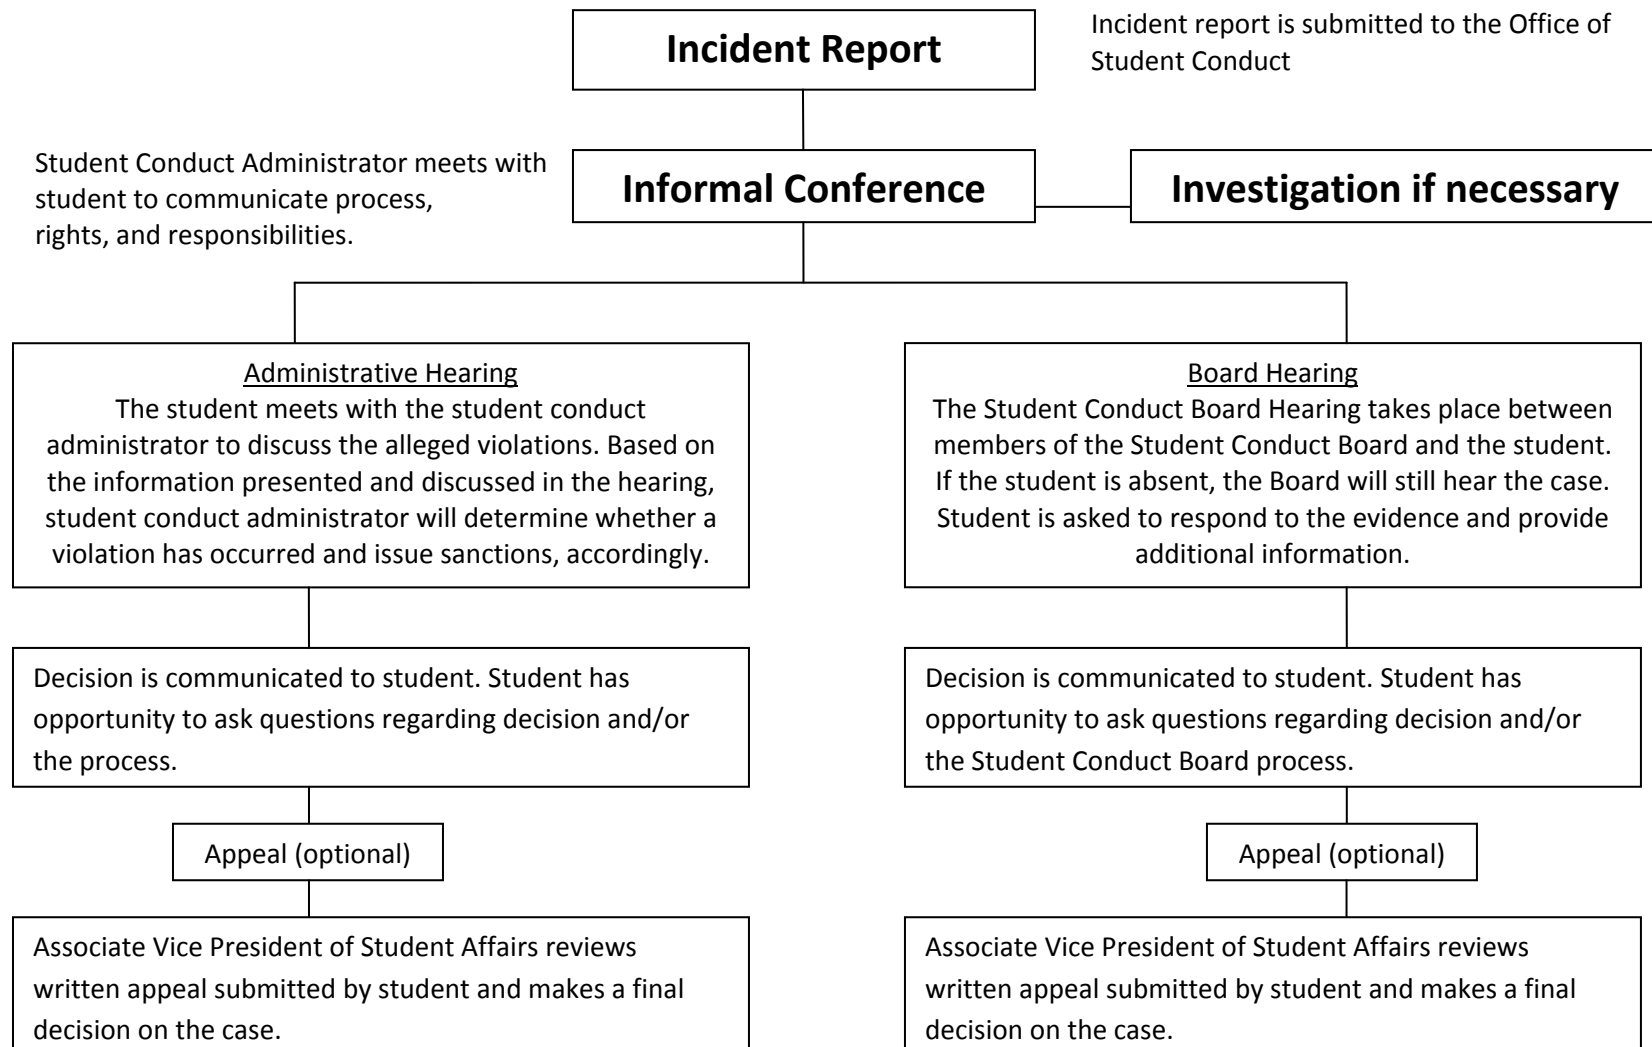 Incident Report
Incident report is submitted to the Office of
Student Conduct
Student Conduct Administrator meets with
student to communicate process,
rights, and responsibilities.
Informal Conference
Investigation if necessary
Administrative Hearing
The student meets with the student conduct
administrator to discuss the alleged violations. Based on
the information presented and discussed in the hearing,
student conduct administrator will determine whether a
violation has occurred and issue sanctions, accordingly.
Board Hearing
The Student Conduct Board Hearing takes place between
members of the Student Conduct Board and the student.
If the student is absent, the Board will still hear the case.
Student is asked to respond to the evidence and provide
additional information.
Decision is communicated to student. Student has
opportunity to ask questions regarding decision and/or
the process.
Decision is communicated to student. Student has
opportunity to ask questions regarding decision and/or
the Student Conduct Board process.
Appeal (optional)
Appeal (optional)
Associate Vice President of Student Affairs reviews
written appeal submitted by student and makes a final
decision on the case.
Associate Vice President of Student Affairs reviews
written appeal submitted by student and makes a final
decision on the case.